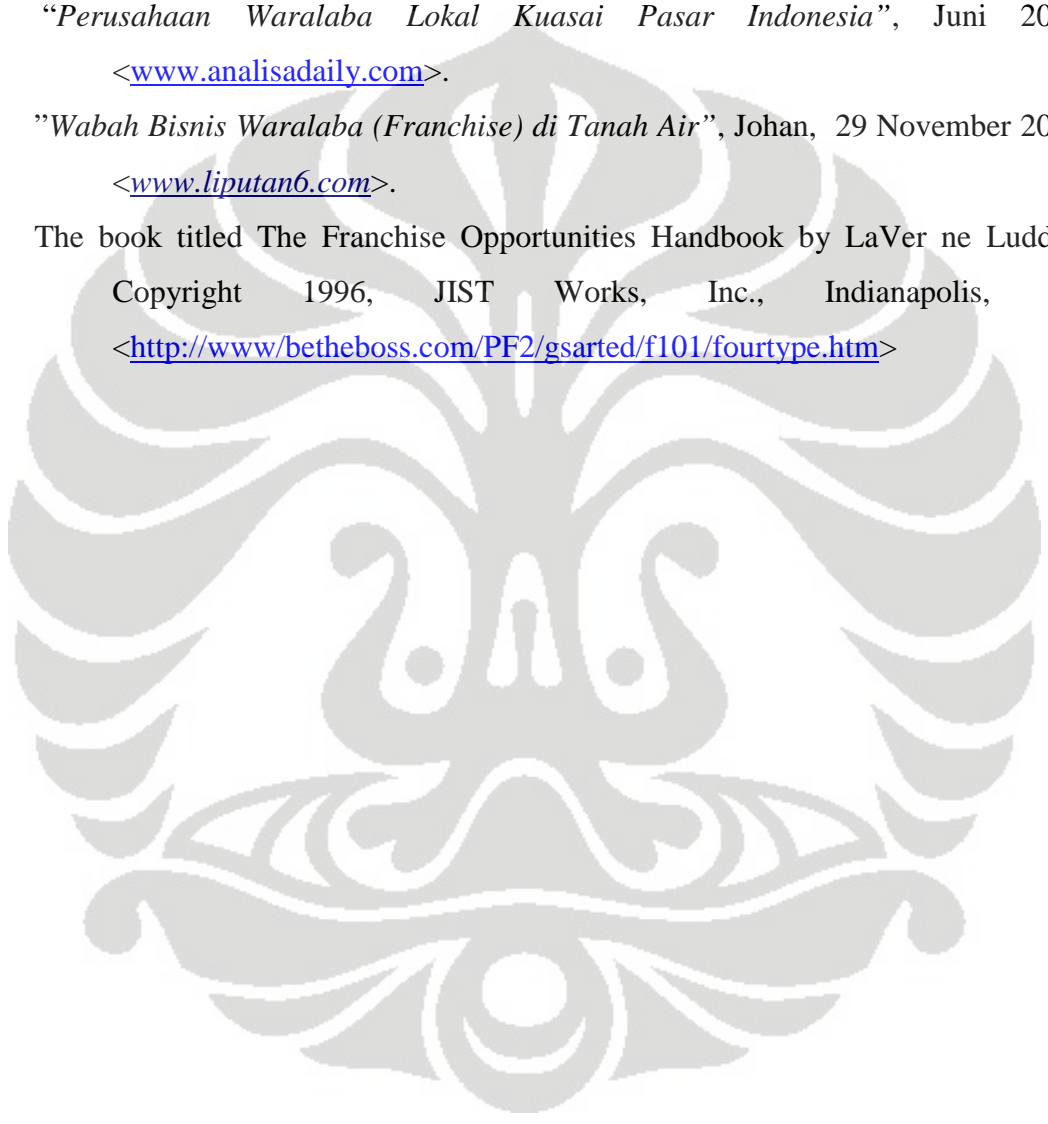 “Perusahaan Waralaba Lokal Kuasai Pasar Indonesia”, Juni 20
<www.analisadaily.com>.
”Wabah Bisnis Waralaba (Franchise) di Tanah Air”, Johan, 29 November 20
<www.liputan6.com>.
The book titled The Franchise Opportunities Handbook by LaVer ne Ludd
Copyright 1996, JIST Works, Inc., Indianapolis,
<http://www/betheboss.com/PF2/gsarted/f101/fourtype.htm>